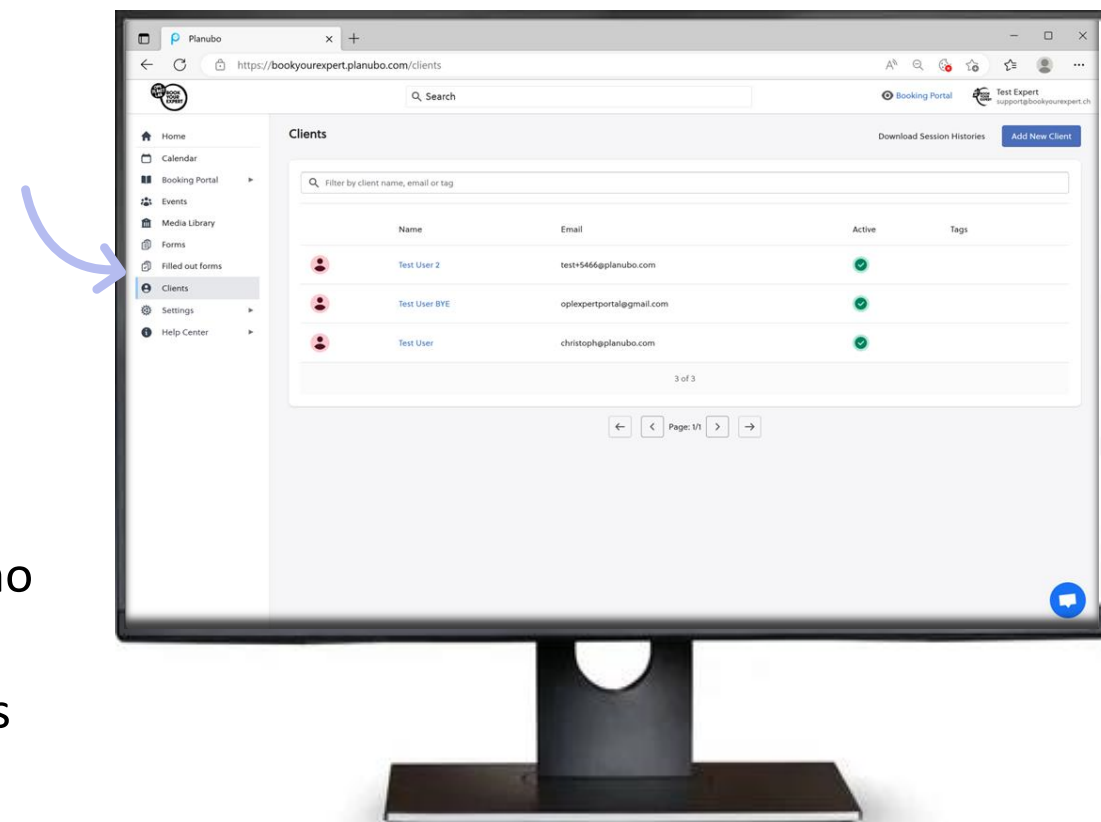 Planubo
https://bookyourexpert.planubo.com/clients
BOOK YOUR EXPERT
Search
Booking Portal
Test Expert
support@bookyourexpert.ch
Home
Calendar
Booking Portal
Events
Media Library
Forms
Filled out forms
Clients
Settings
Help Center
Clients
Download Session Histories
Add New Client
Filter by client name, email or tag
Name Email Active Tags
Test User 2 test+5466@planubo.com
Test User BYE oplexpertportal@gmail.com
Test User christoph@planubo.com
3 of 3
Page: 1/1